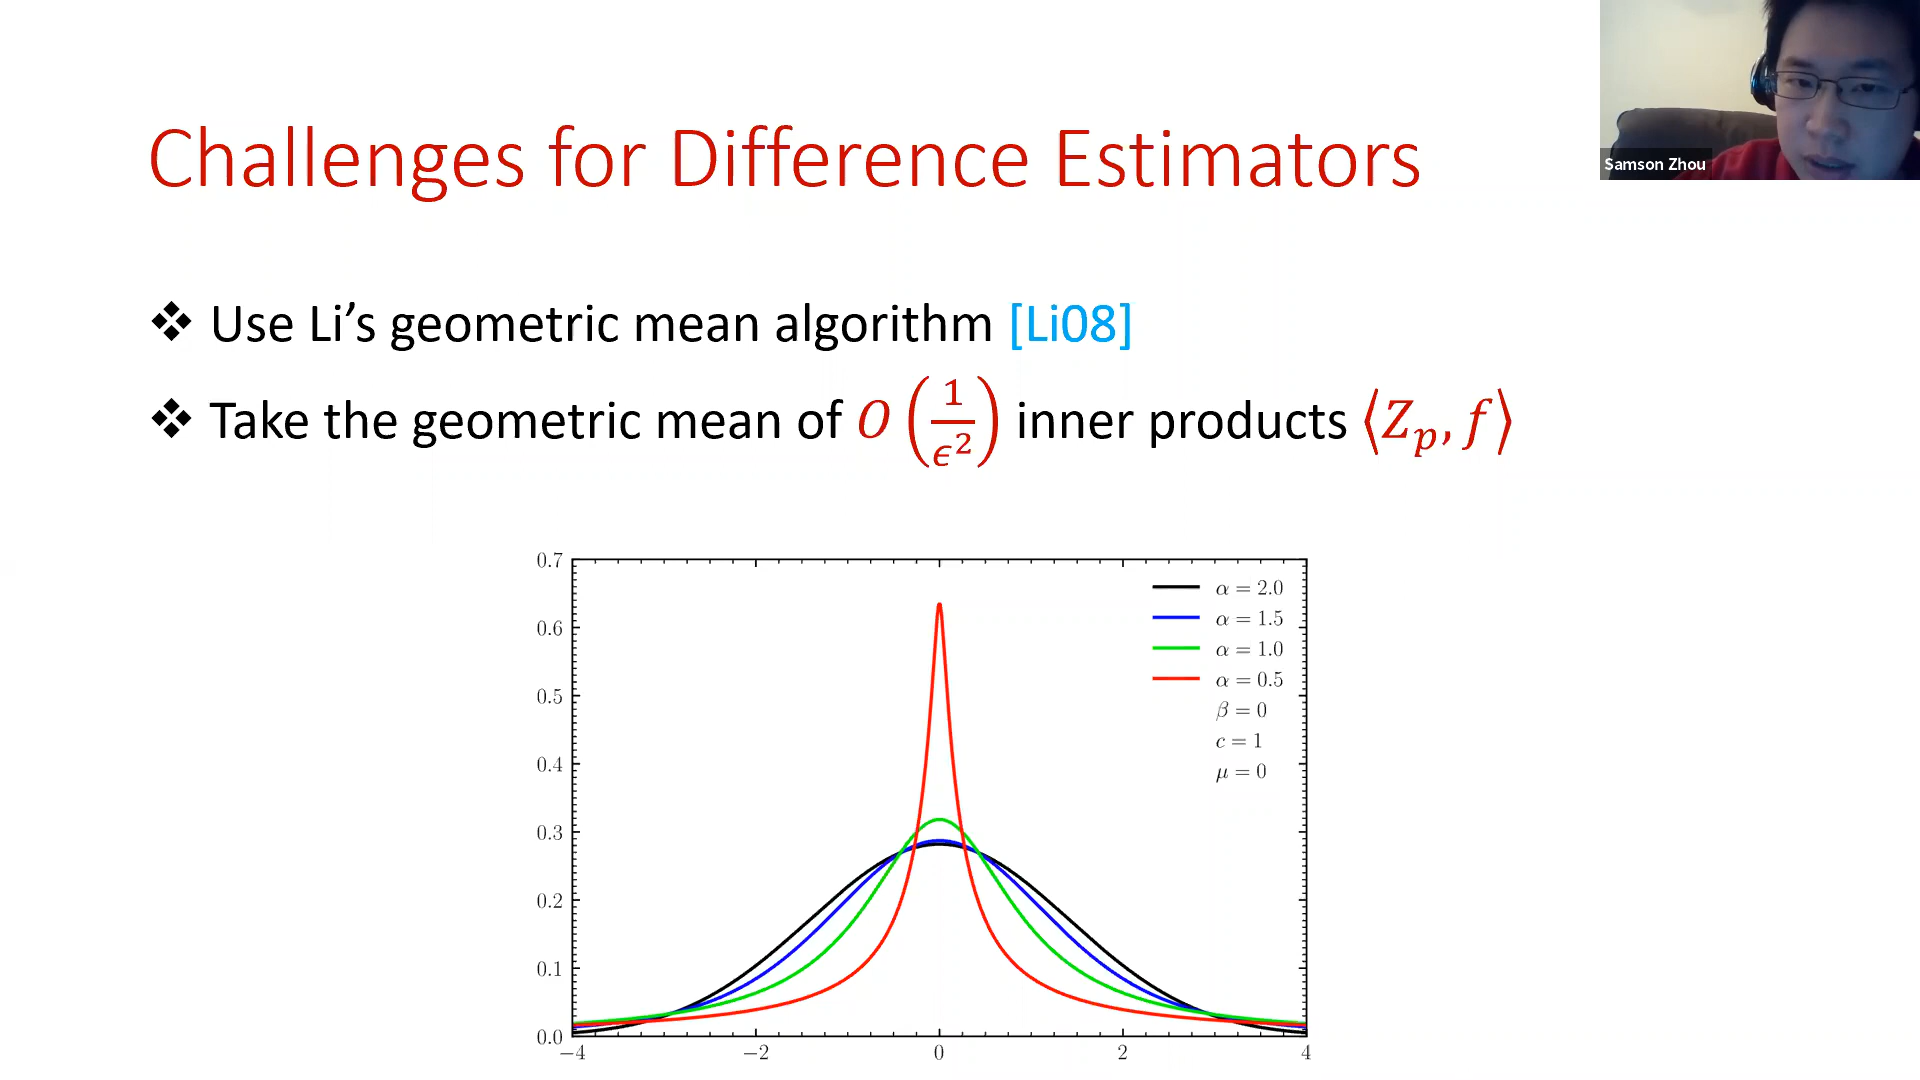 Samson Zhou
Challenges for Difference Estimators
❖ Use Li's geometric mean algorithm [Li08]
❖ Take the geometric mean of O(1/ϵ²) inner products ⟨Z_p, f⟩
0.7
0.6
0.5
0.4
0.3
0.2
0.1
0.0
−4 −2 0 2 4
α = 2.0
α = 1.5
α = 1.0
α = 0.5
β = 0
c = 1
μ = 0